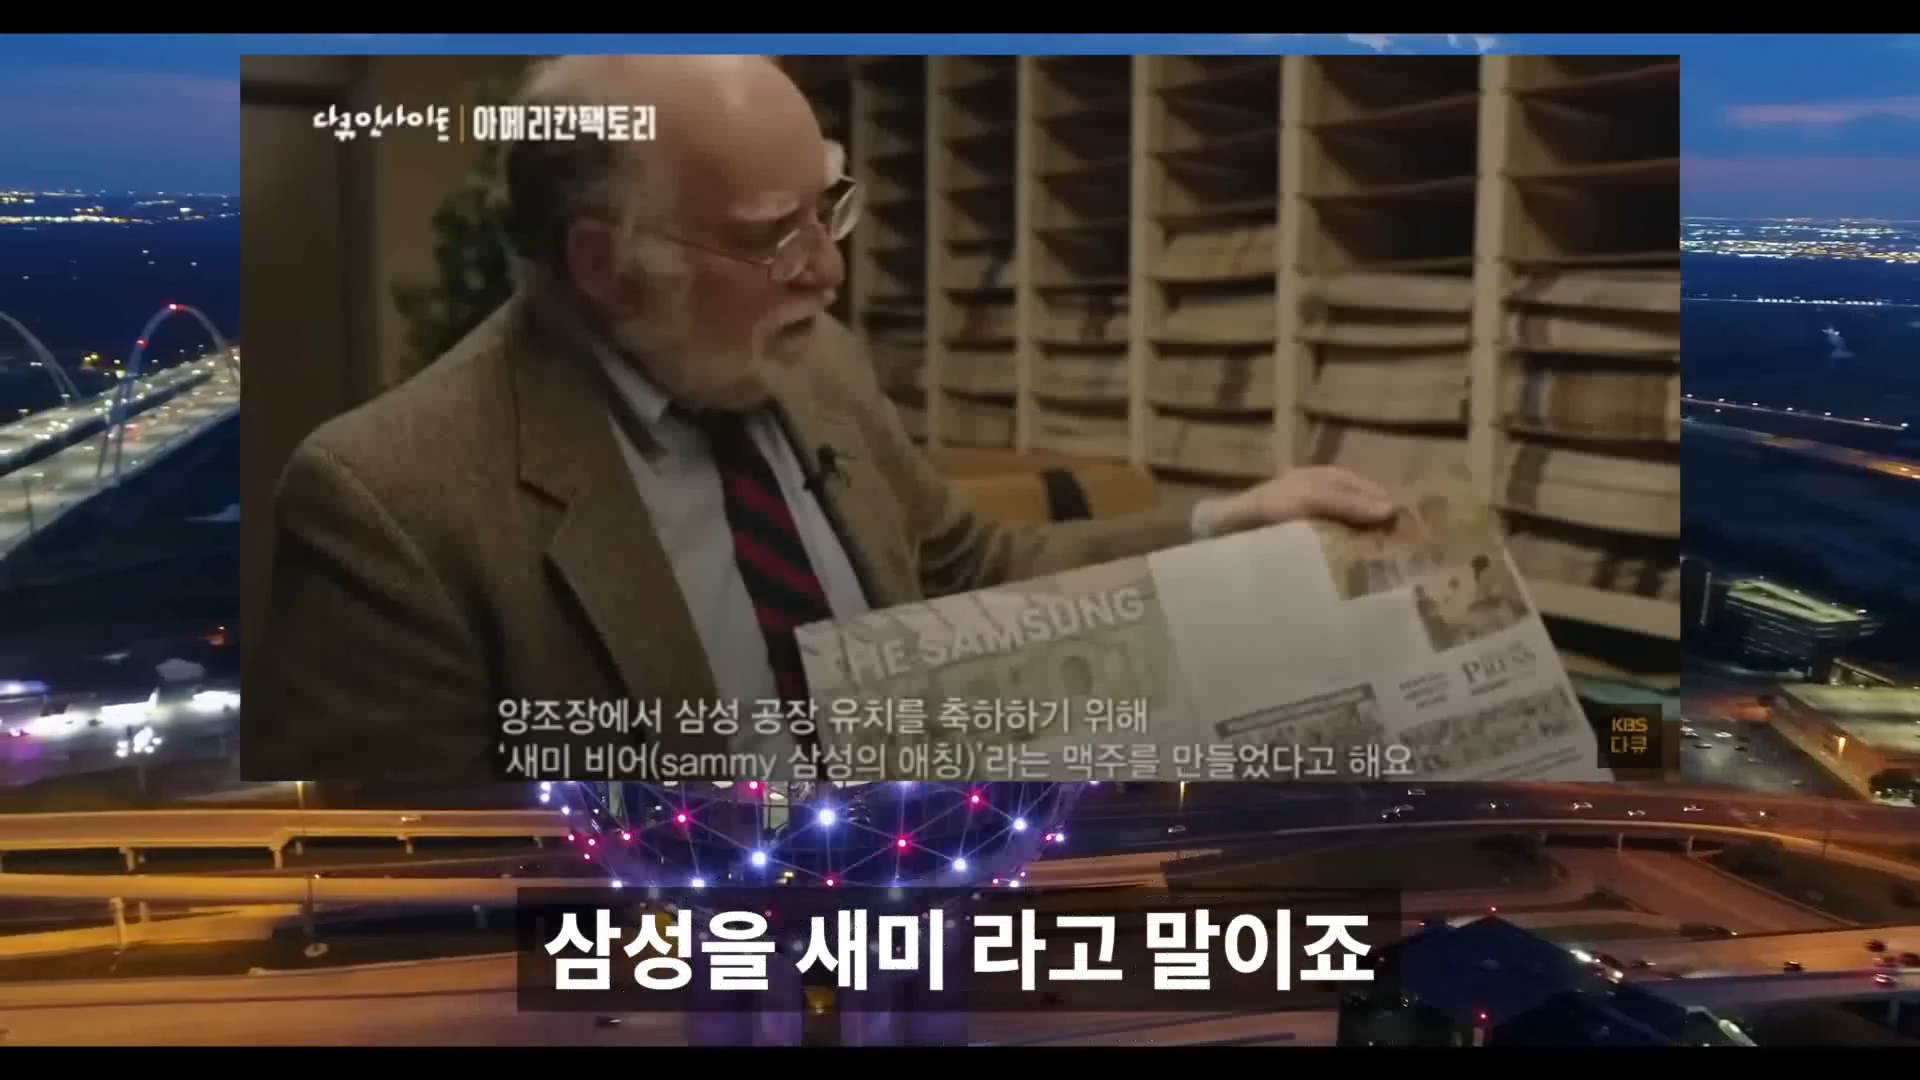 다큐인사이트 | 아메리칸팩토리
THE SAMSUNG
PRESS
양조장에서 삼성 공장 유치를 축하하기 위해
‘새미 비어(sammy 삼성의 애칭)’라는 맥주를 만들었다고 해요
KBS
다큐
삼성을 새미 라고 말이죠